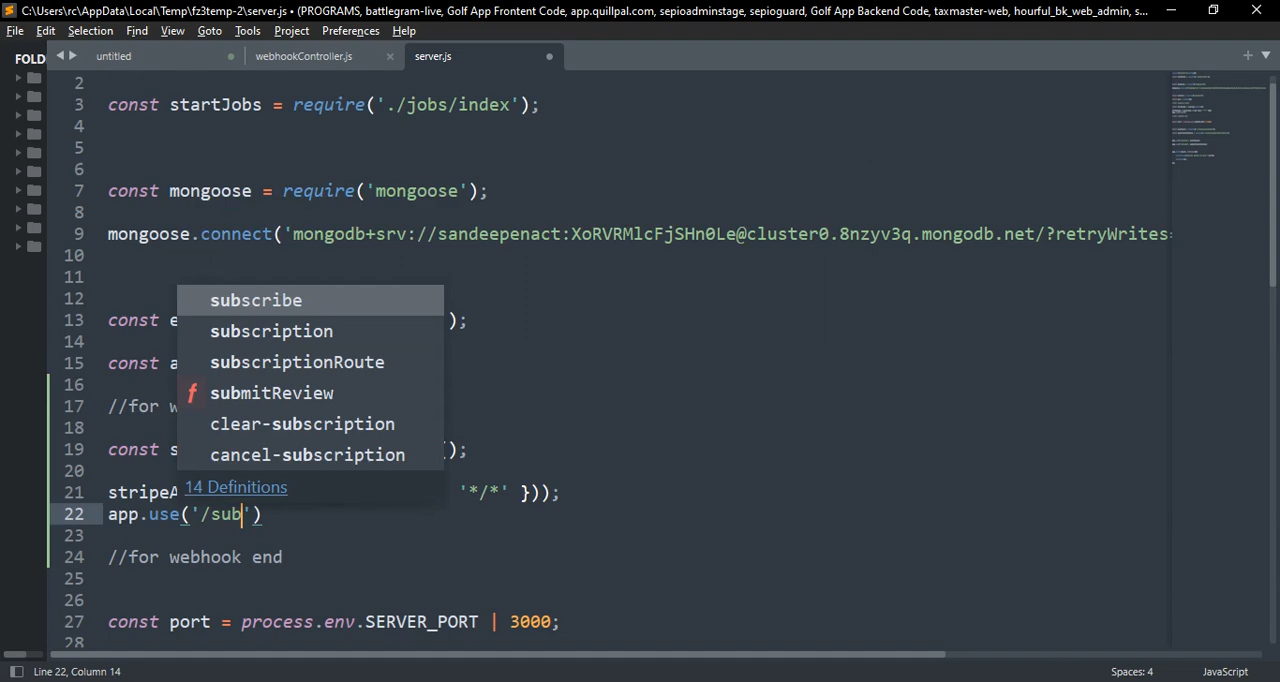 C:\Users\rc\AppData\Local\Temp\fz3temp-2\server.js • (PROGRAMS, battlegram-live, Golf App Frontent Code, app.quillpal.com, sepioadminstage, sepioguard, Golf App Backend Code, taxmaster-web, hourful_bk_web_admin, s...
File Edit Selection Find View Goto Tools Project Preferences Help
FOLD
untitled webhookController.js server.js
2
3 const startJobs = require('./jobs/index');
4
5
6
7 const mongoose = require('mongoose');
8
9 mongoose.connect('mongodb+srv://sandeepenact:XoRVRMlcFjSHn0Le@cluster0.8nzyv3q.mongodb.net/?retryWrites=
10
11
12
13 const e );
14
15 const a
16
17 //for w
18
19 const s ();
20
21 stripeA '*/*' }));
22 app.use('/sub')
23
24 //for webhook end
25
26
27 const port = process.env.SERVER_PORT | 3000;
28
subscribe
subscription
subscriptionRoute
f submitReview
clear-subscription
cancel-subscription
14 Definitions
Line 22, Column 14 Spaces: 4 JavaScript